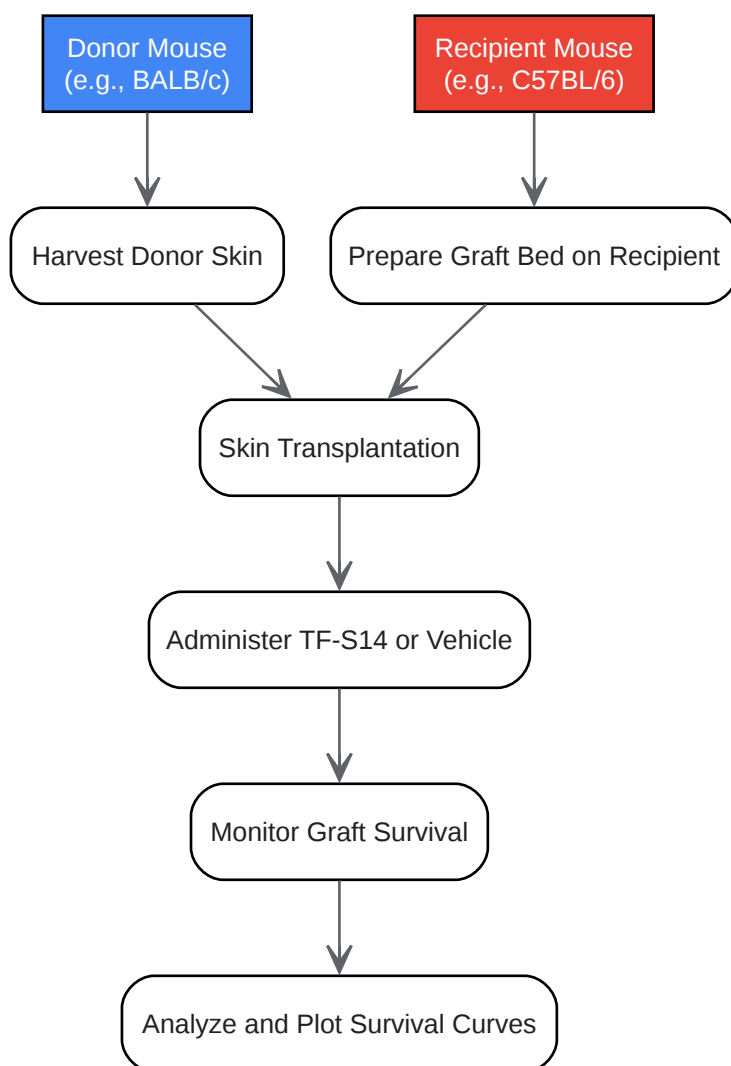 Donor Mouse
(e.g., BALB/c)
Recipient Mouse
(e.g., C57BL/6)
Harvest Donor Skin
Prepare Graft Bed on Recipient
Skin Transplantation
Administer TF-S14 or Vehicle
Monitor Graft Survival
Analyze and Plot Survival Curves